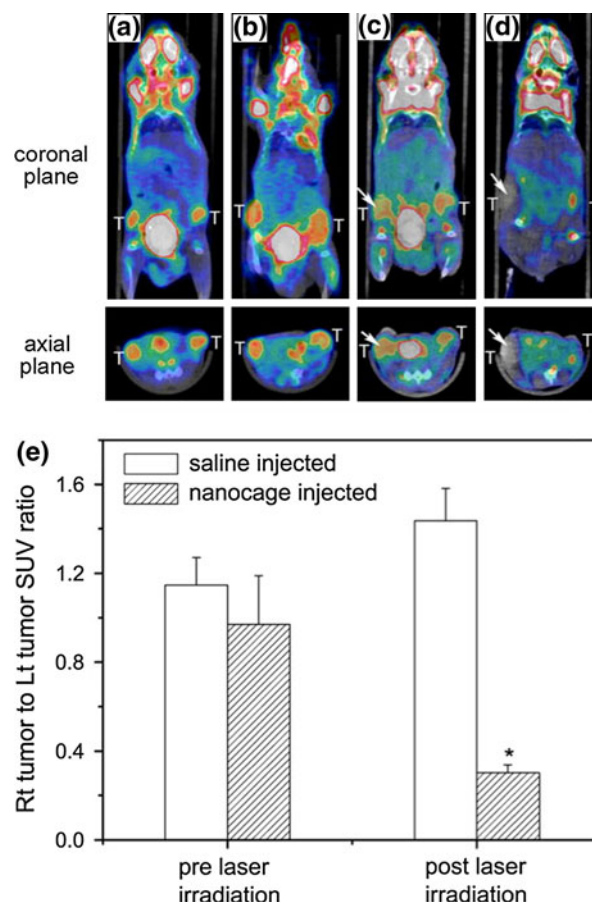 (a) (b) (c) (d)
coronal
plane
T T T T T T T T
axial
plane
T T T T T T T T
(e)
saline injected
nanocage injected
Rt tumor to Lt tumor SUV ratio
1.6
1.2
0.8
0.4
0.0
*
pre laser
irradiation
post laser
irradiation